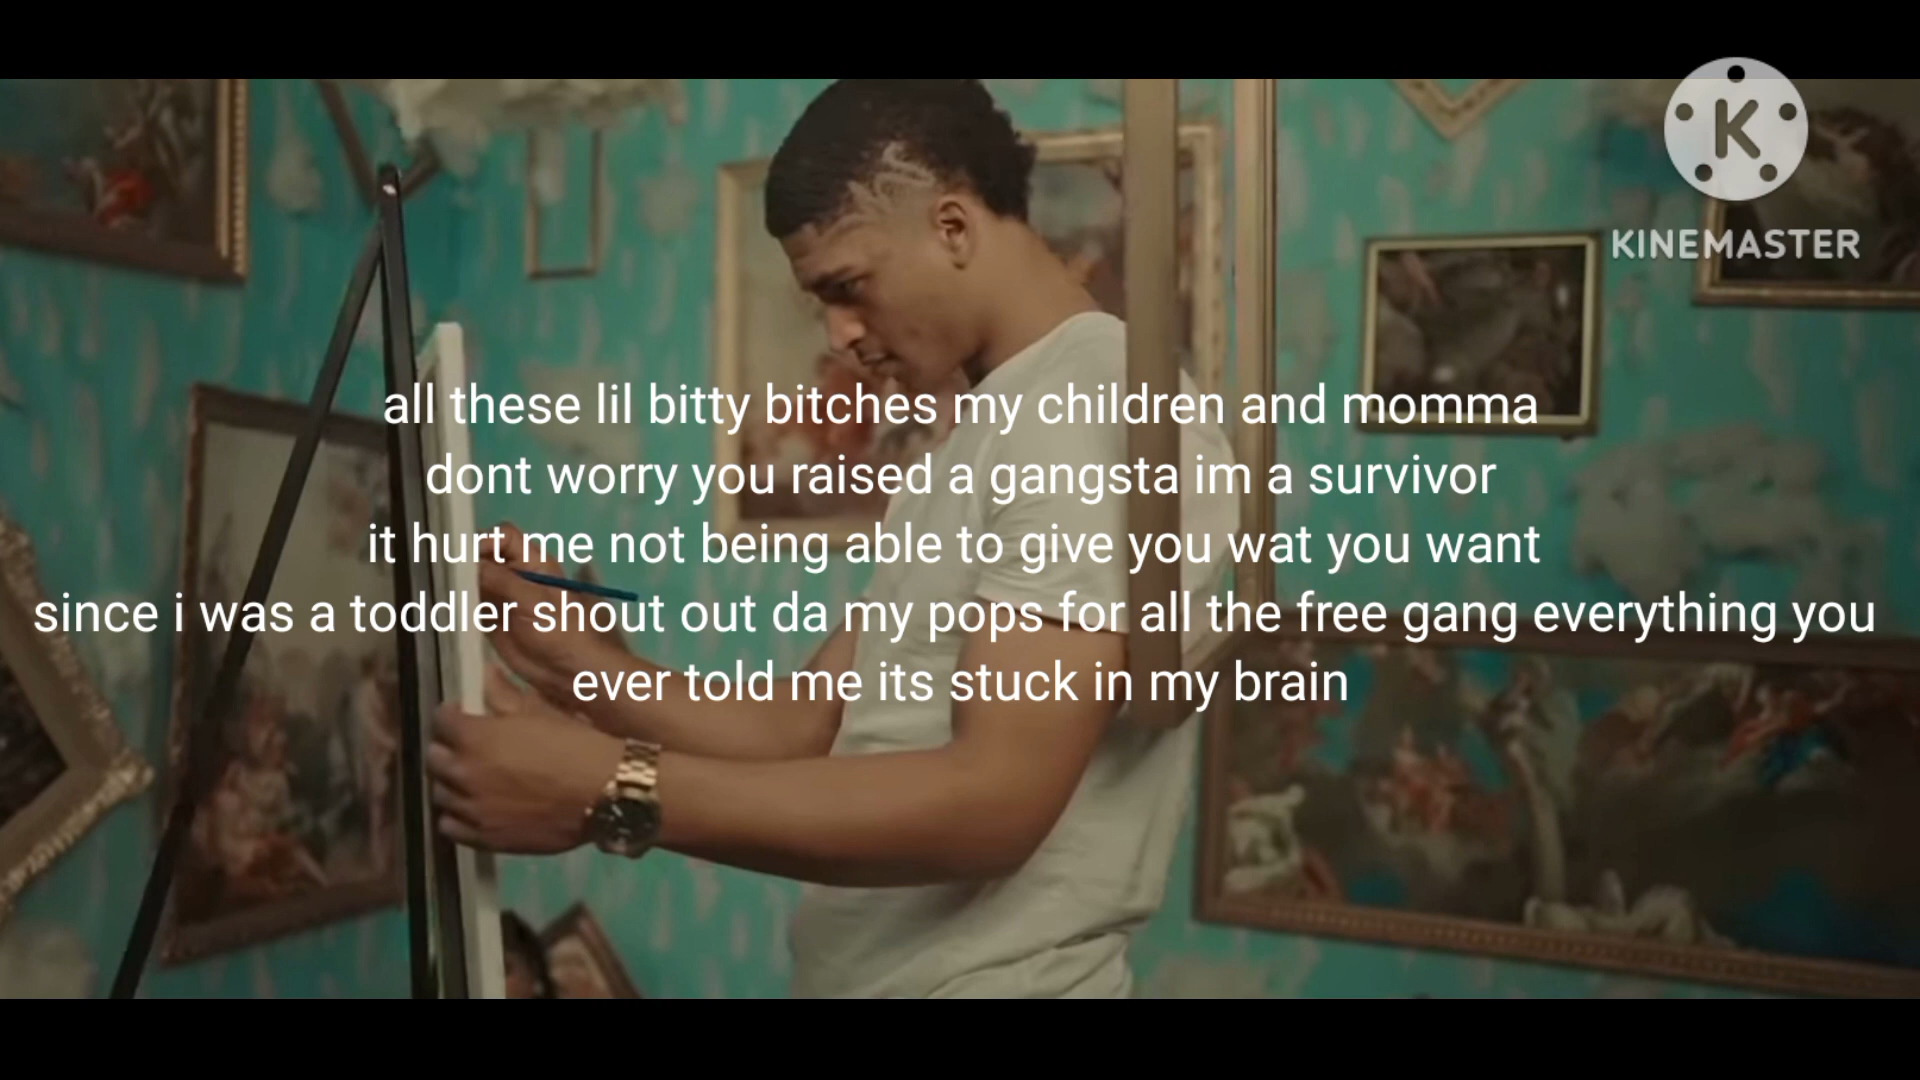 K
KINEMASTER
all these lil bitty bitches my children and momma
dont worry you raised a gangsta im a survivor
it hurt me not being able to give you wat you want
since i was a toddler shout out da my pops for all the free gang everything you
ever told me its stuck in my brain